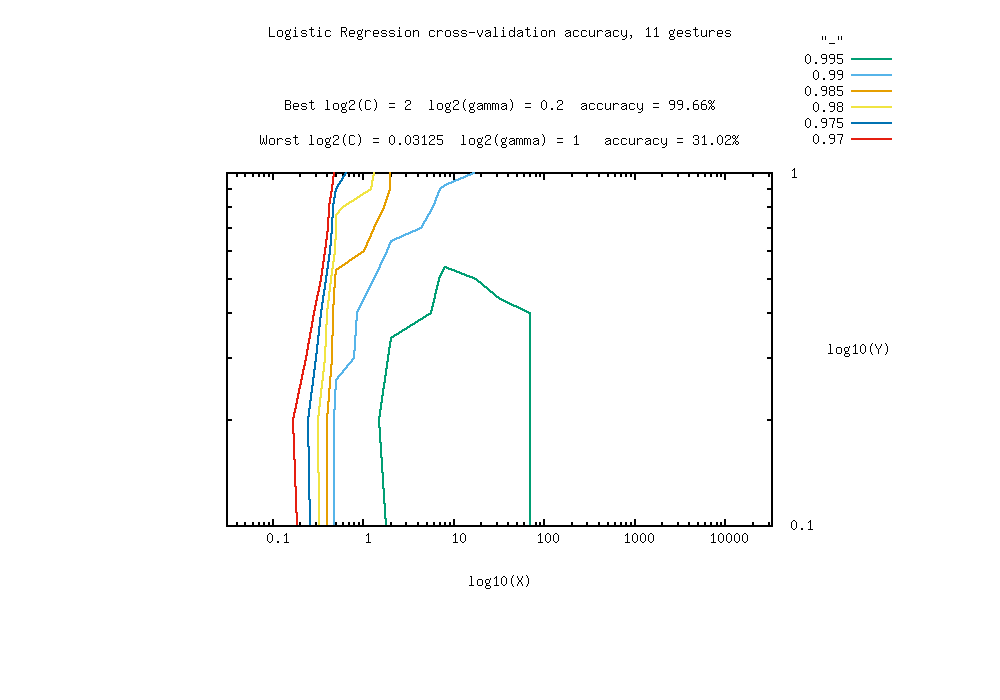 Logistic Regression cross-validation accuracy, 11 gestures
"_"
0.995
0.99
0.985
0.98
0.975
0.97
Best log2(C) = 2  log2(gamma) = 0.2  accuracy = 99.66%
Worst log2(C) = 0.03125  log2(gamma) = 1   accuracy = 31.02%
1
log10(Y)
0.1
0.1 1 10 100 1000 10000
log10(X)